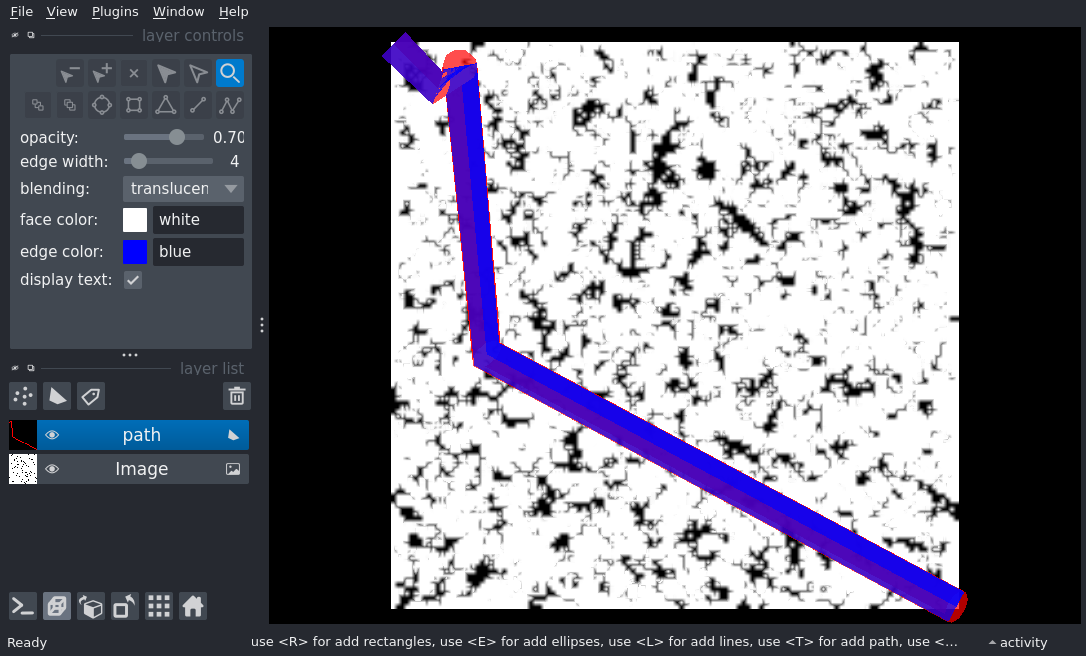 File View Plugins Window Help
layer controls
opacity: 0.70
edge width: 4
blending: translucen
face color: white
edge color: blue
display text:
layer list
path
Image
Ready use <R> for add rectangles, use <E> for add ellipses, use <L> for add lines, use <T> for add path, use <... activity